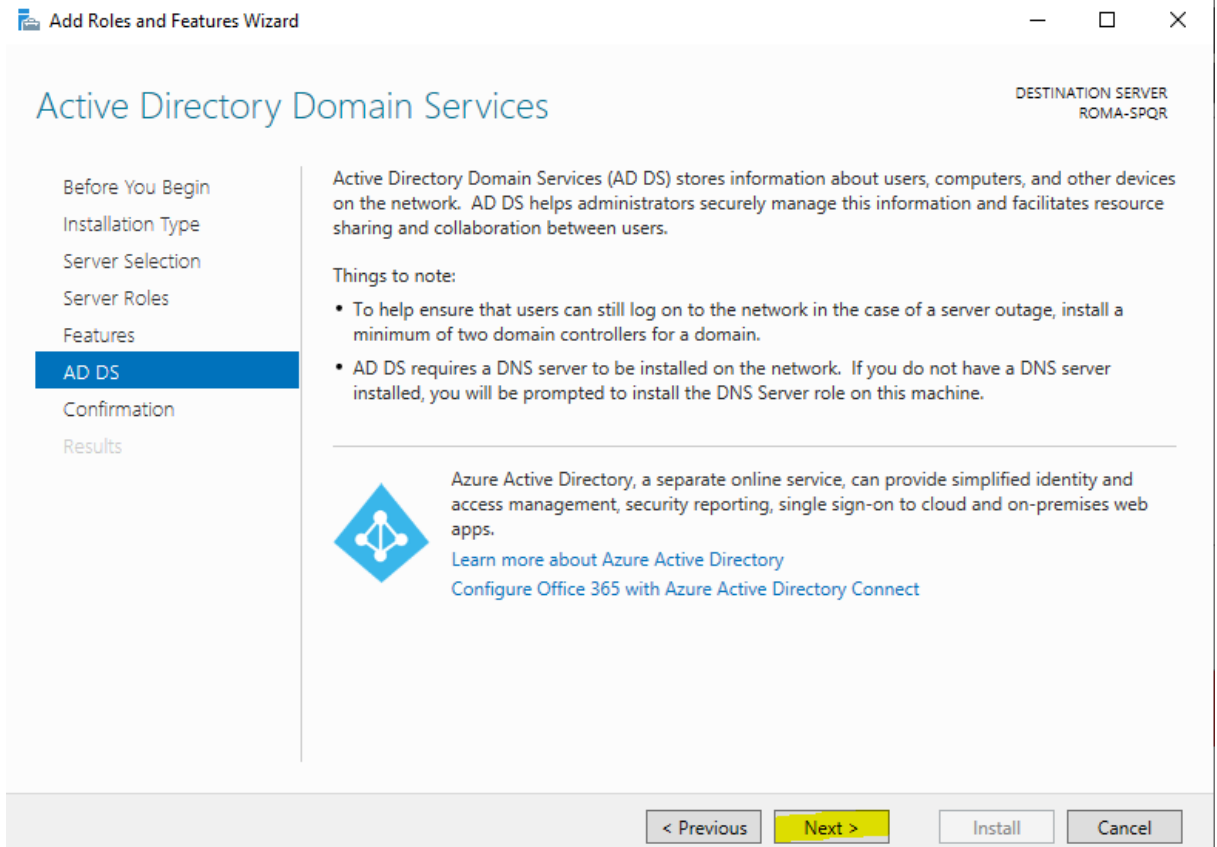 Add Roles and Features Wizard
Active Directory Domain Services
DESTINATION SERVER
ROMA-SPQR
Before You Begin
Installation Type
Server Selection
Server Roles
Features
AD DS
Confirmation
Results
Active Directory Domain Services (AD DS) stores information about users, computers, and other devices
on the network.  AD DS helps administrators securely manage this information and facilitates resource
sharing and collaboration between users.
Things to note:
• To help ensure that users can still log on to the network in the case of a server outage, install a
minimum of two domain controllers for a domain.
• AD DS requires a DNS server to be installed on the network.  If you do not have a DNS server
installed, you will be prompted to install the DNS Server role on this machine.
Azure Active Directory, a separate online service, can provide simplified identity and
access management, security reporting, single sign-on to cloud and on-premises web
apps.
Learn more about Azure Active Directory
Configure Office 365 with Azure Active Directory Connect
< Previous
Next >
Install
Cancel